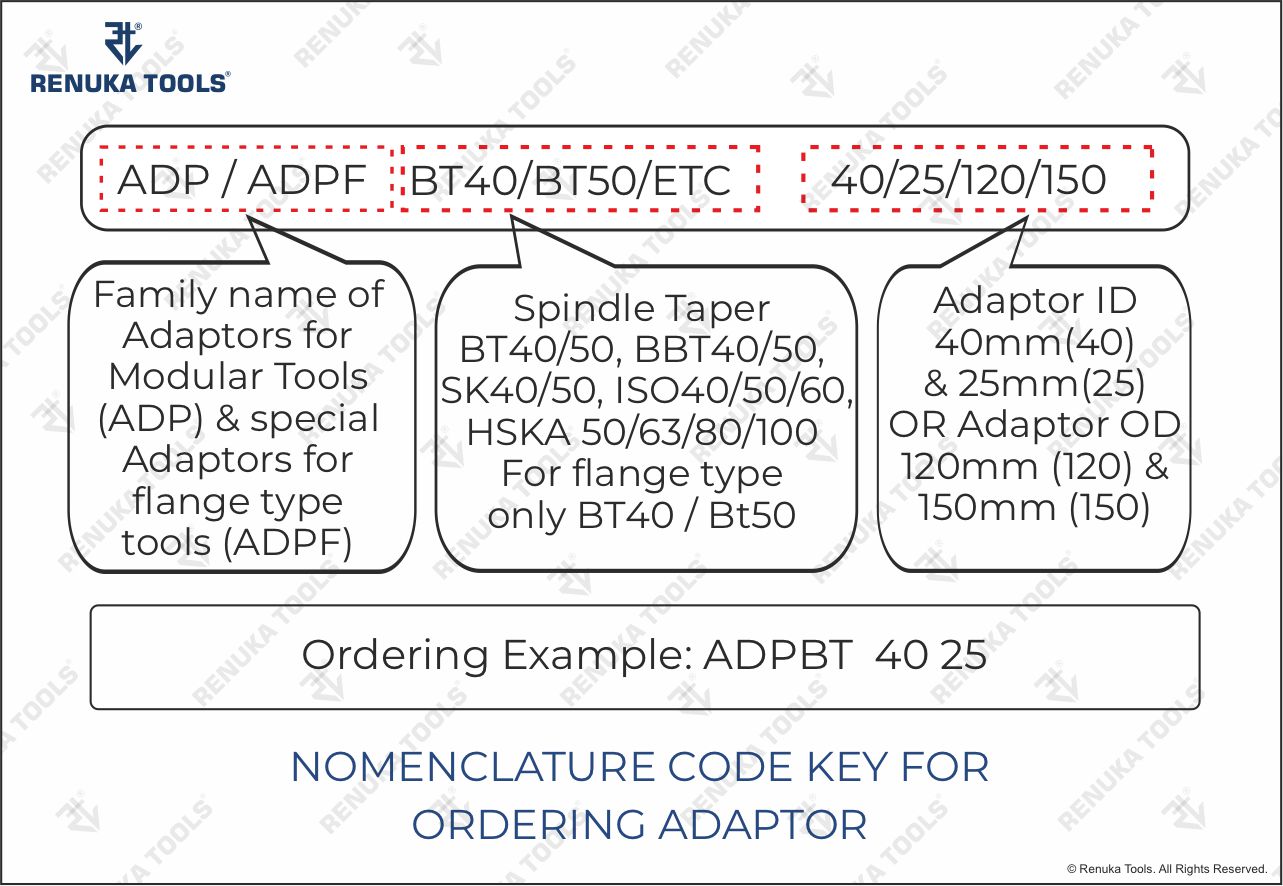 RENUKA TOOLS®
ADP / ADPF BT40/BT50/ETC 40/25/120/150
Family name of
Adaptors for
Modular Tools
(ADP) & special
Adaptors for
flange type
tools (ADPF)
Spindle Taper
BT40/50, BBT40/50,
SK40/50, ISO40/50/60,
HSKA 50/63/80/100
For flange type
only BT40 / Bt50
Adaptor ID
40mm(40)
& 25mm(25)
OR Adaptor OD
120mm (120) &
150mm (150)
Ordering Example: ADPBT  40 25
NOMENCLATURE CODE KEY FOR
ORDERING ADAPTOR
© Renuka Tools. All Rights Reserved.